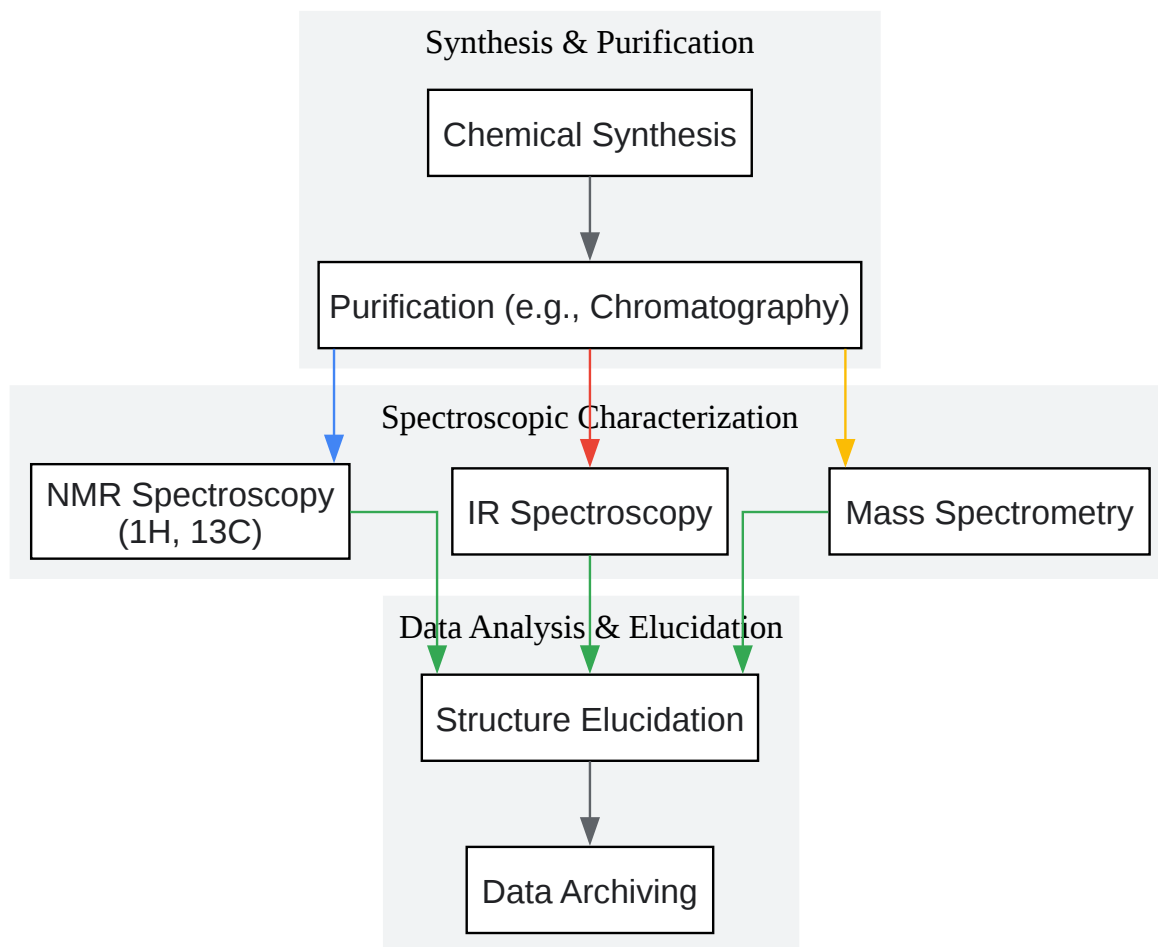 Synthesis & Purification
Chemical Synthesis
Purification (e.g., Chromatography)
Spectroscopic Characterization
NMR Spectroscopy
(1H, 13C)
IR Spectroscopy
Mass Spectrometry
Data Analysis & Elucidation
Structure Elucidation
Data Archiving